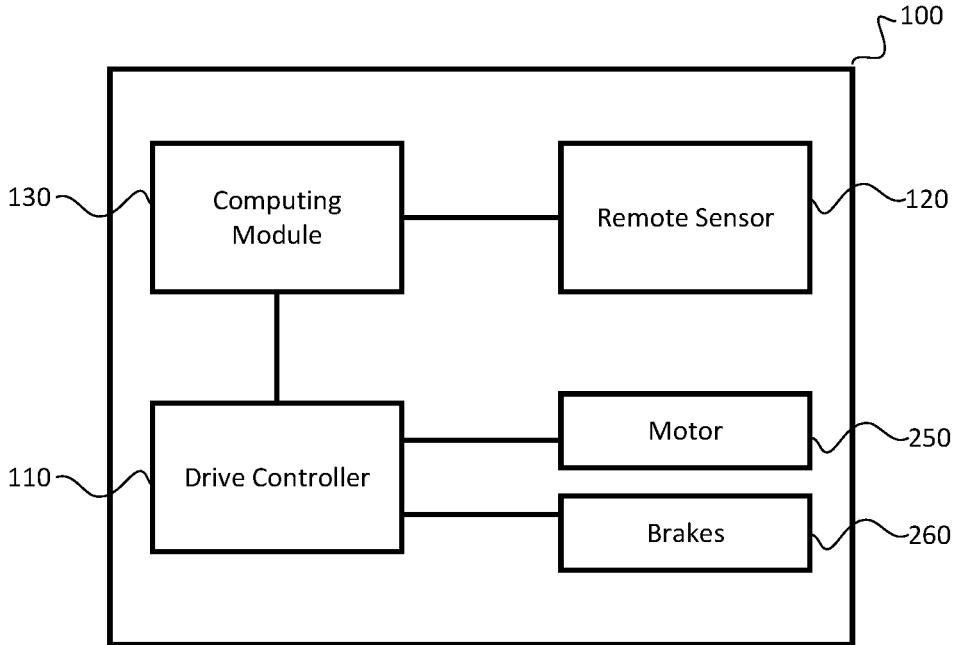 100
130
Computing
Module
Remote Sensor
120
110
Drive Controller
Motor
250
Brakes
260